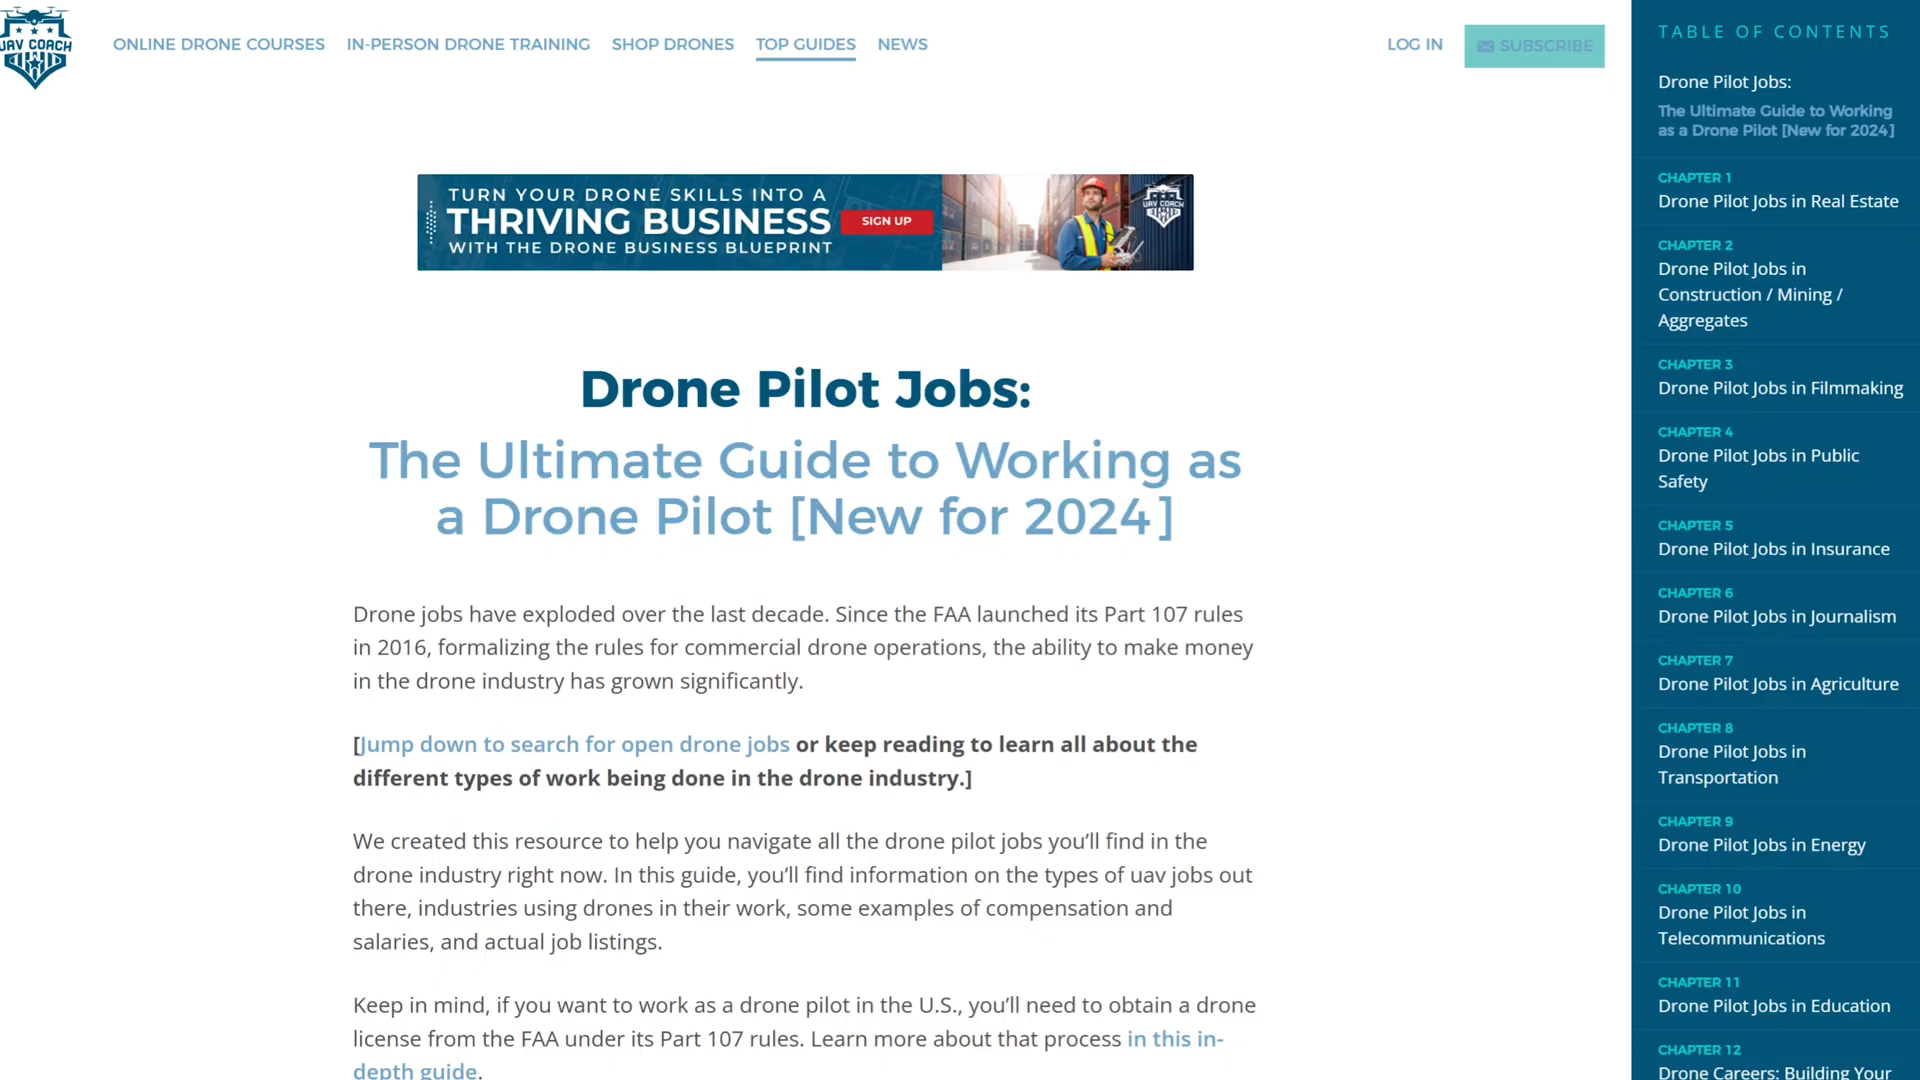 UAV COACH
ONLINE DRONE COURSES
IN-PERSON DRONE TRAINING
SHOP DRONES
TOP GUIDES
NEWS
LOG IN
SUBSCRIBE
TURN YOUR DRONE SKILLS INTO A
THRIVING BUSINESS
WITH THE DRONE BUSINESS BLUEPRINT
SIGN UP
UAV COACH
Drone Pilot Jobs:
The Ultimate Guide to Working as
a Drone Pilot [New for 2024]
Drone jobs have exploded over the last decade. Since the FAA launched its Part 107 rules
in 2016, formalizing the rules for commercial drone operations, the ability to make money
in the drone industry has grown significantly.
[Jump down to search for open drone jobs or keep reading to learn all about the
different types of work being done in the drone industry.]
We created this resource to help you navigate all the drone pilot jobs you’ll find in the
drone industry right now. In this guide, you’ll find information on the types of uav jobs out
there, industries using drones in their work, some examples of compensation and
salaries, and actual job listings.
Keep in mind, if you want to work as a drone pilot in the U.S., you’ll need to obtain a drone
license from the FAA under its Part 107 rules. Learn more about that process in this in-
depth guide.
TABLE OF CONTENTS
Drone Pilot Jobs:
The Ultimate Guide to Working
as a Drone Pilot [New for 2024]
CHAPTER 1
Drone Pilot Jobs in Real Estate
CHAPTER 2
Drone Pilot Jobs in
Construction / Mining /
Aggregates
CHAPTER 3
Drone Pilot Jobs in Filmmaking
CHAPTER 4
Drone Pilot Jobs in Public
Safety
CHAPTER 5
Drone Pilot Jobs in Insurance
CHAPTER 6
Drone Pilot Jobs in Journalism
CHAPTER 7
Drone Pilot Jobs in Agriculture
CHAPTER 8
Drone Pilot Jobs in
Transportation
CHAPTER 9
Drone Pilot Jobs in Energy
CHAPTER 10
Drone Pilot Jobs in
Telecommunications
CHAPTER 11
Drone Pilot Jobs in Education
CHAPTER 12
Drone Careers: Building Your